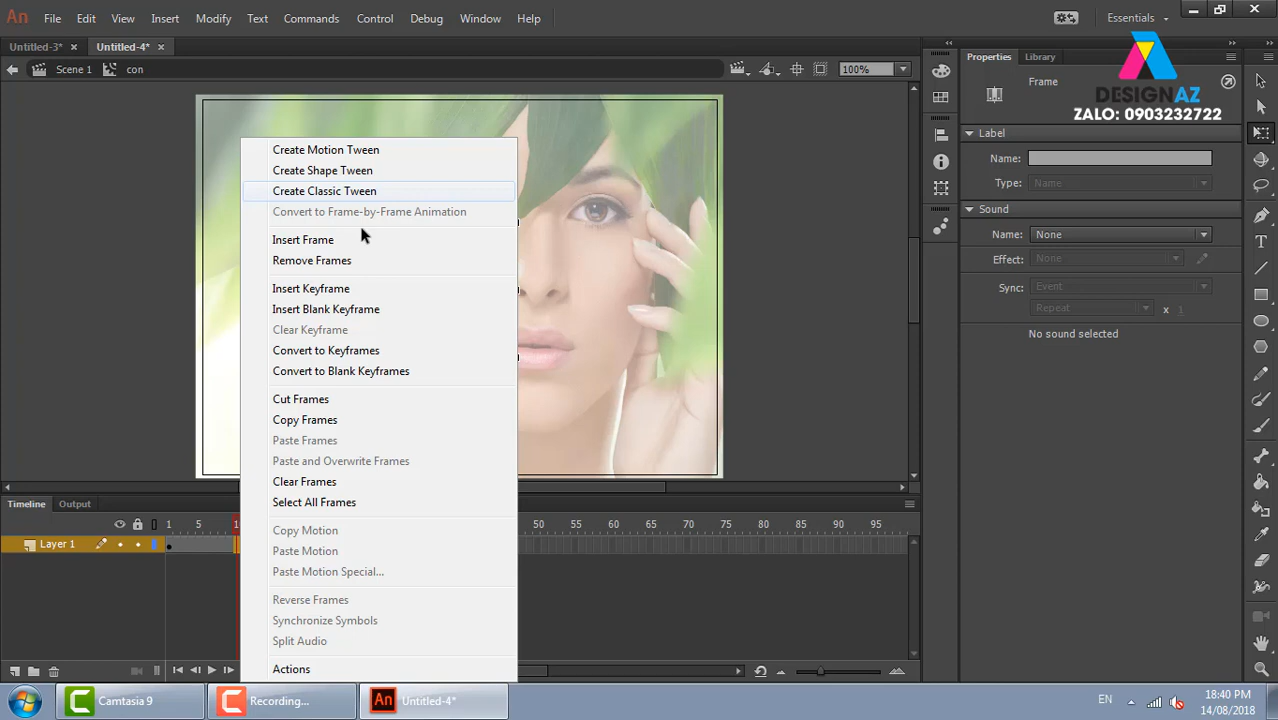 An File Edit View Insert Modify Text Commands Control Debug Window Help Essentials
Untitled-3* × Untitled-4* ×
Scene 1 con 100%
Properties Library
Frame
DESIGNAZ
ZALO: 0903232722
Label
Name:
Type: Name
Sound
Name: None
Effect: None
Sync: Event
Repeat x 1
No sound selected
Create Motion Tween
Create Shape Tween
Create Classic Tween
Convert to Frame-by-Frame Animation
Insert Frame
Remove Frames
Insert Keyframe
Insert Blank Keyframe
Clear Keyframe
Convert to Keyframes
Convert to Blank Keyframes
Cut Frames
Copy Frames
Paste Frames
Paste and Overwrite Frames
Clear Frames
Select All Frames
Copy Motion
Paste Motion
Paste Motion Special...
Reverse Frames
Synchronize Symbols
Split Audio
Actions
Timeline Output
1 5 50 55 60 65 70 75 80 85 90 95
Layer 1
Camtasia 9 Recording... An Untitled-4* EN 18:40 PM
14/08/2018